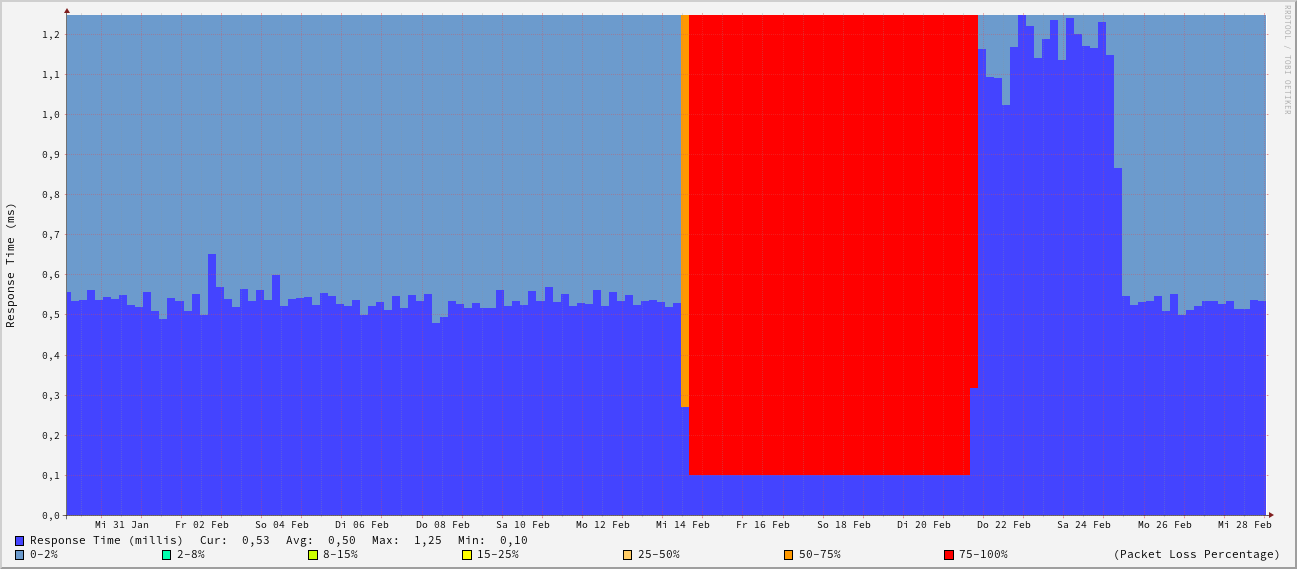 RRDTOOL / TOBI OETIKER
Response Time (ms)
1,2
1,1
1,0
0,9
0,8
0,7
0,6
0,5
0,4
0,3
0,2
0,1
0,0
Mi 31 Jan Fr 02 Feb So 04 Feb Di 06 Feb Do 08 Feb Sa 10 Feb Mo 12 Feb Mi 14 Feb Fr 16 Feb So 18 Feb Di 20 Feb Do 22 Feb Sa 24 Feb Mo 26 Feb Mi 28 Feb
Response Time (millis) Cur: 0,53 Avg: 0,50 Max: 1,25 Min: 0,10
0-2% 2-8% 8-15% 15-25% 25-50% 50-75% 75-100% (Packet Loss Percentage)